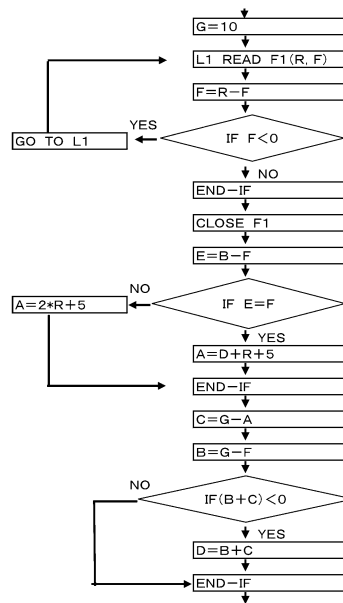 G=10
L1 READ F1(R, F)
F=R-F
YES
IF F<0
GO TO L1
NO
END-IF
CLOSE F1
E=B-F
NO
IF E=F
A=2*R+5
YES
A=D+R+5
END-IF
C=G-A
B=G-F
NO
IF(B+C)<0
YES
D=B+C
END-IF